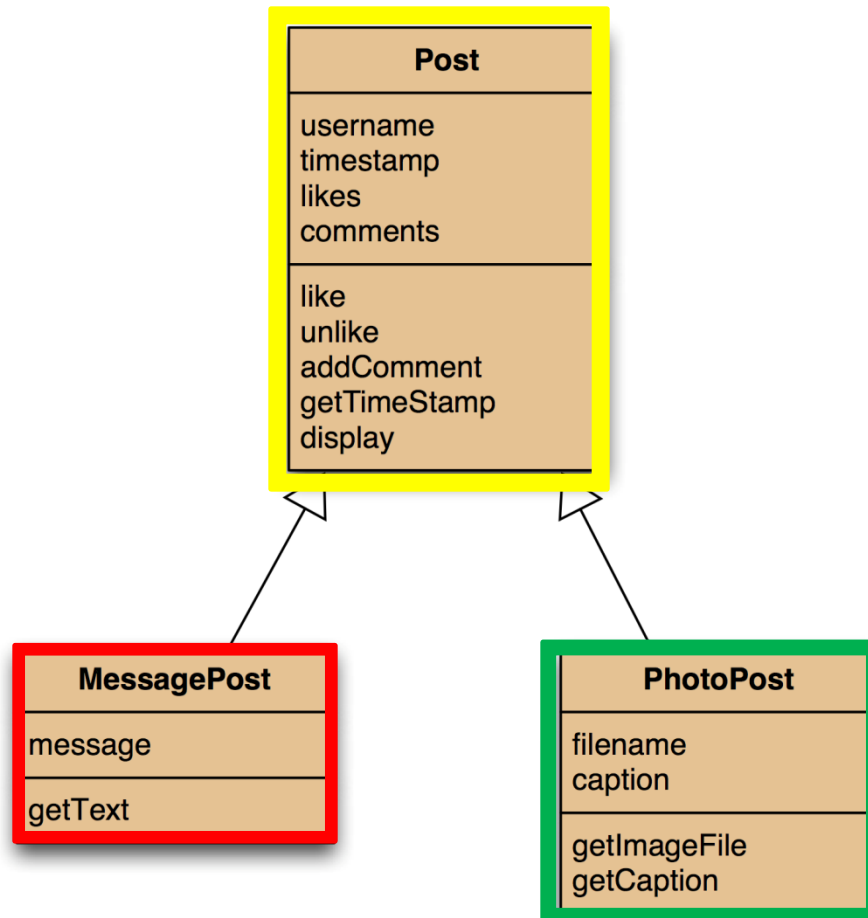 Post
username
timestamp
likes
comments
like
unlike
addComment
getTimeStamp
display
MessagePost
message
getText
PhotoPost
filename
caption
getImageFile
getCaption